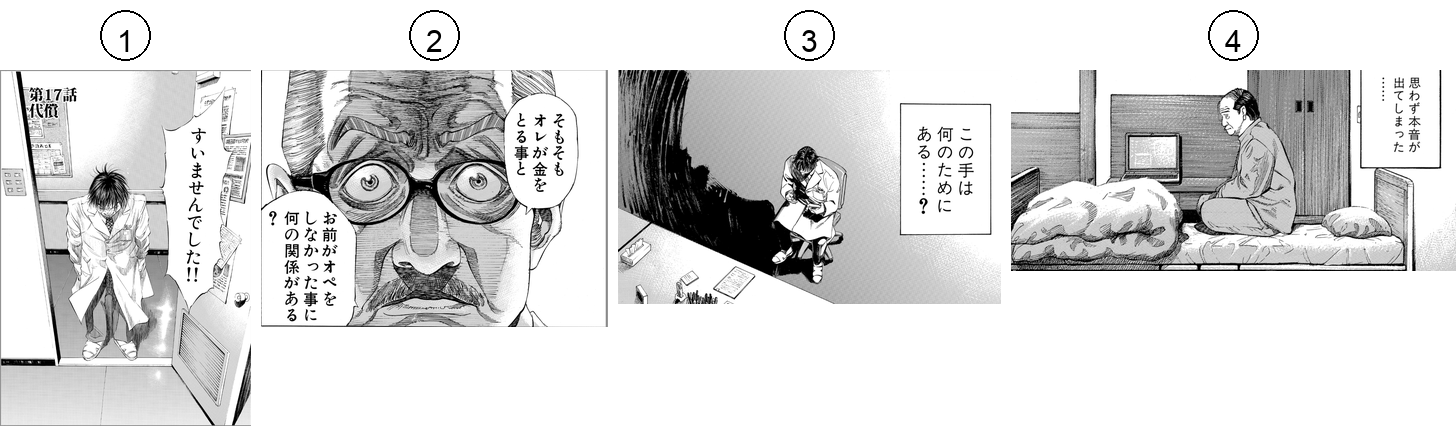 1
2
3
4
第17話
代償
すいませんでした!!
そもそも
オレが金を
とる事と
お前がオペを
しなかった事に
何の関係がある
?
この手は
何のために
ある……?
思わず本音が
出てしまった
……